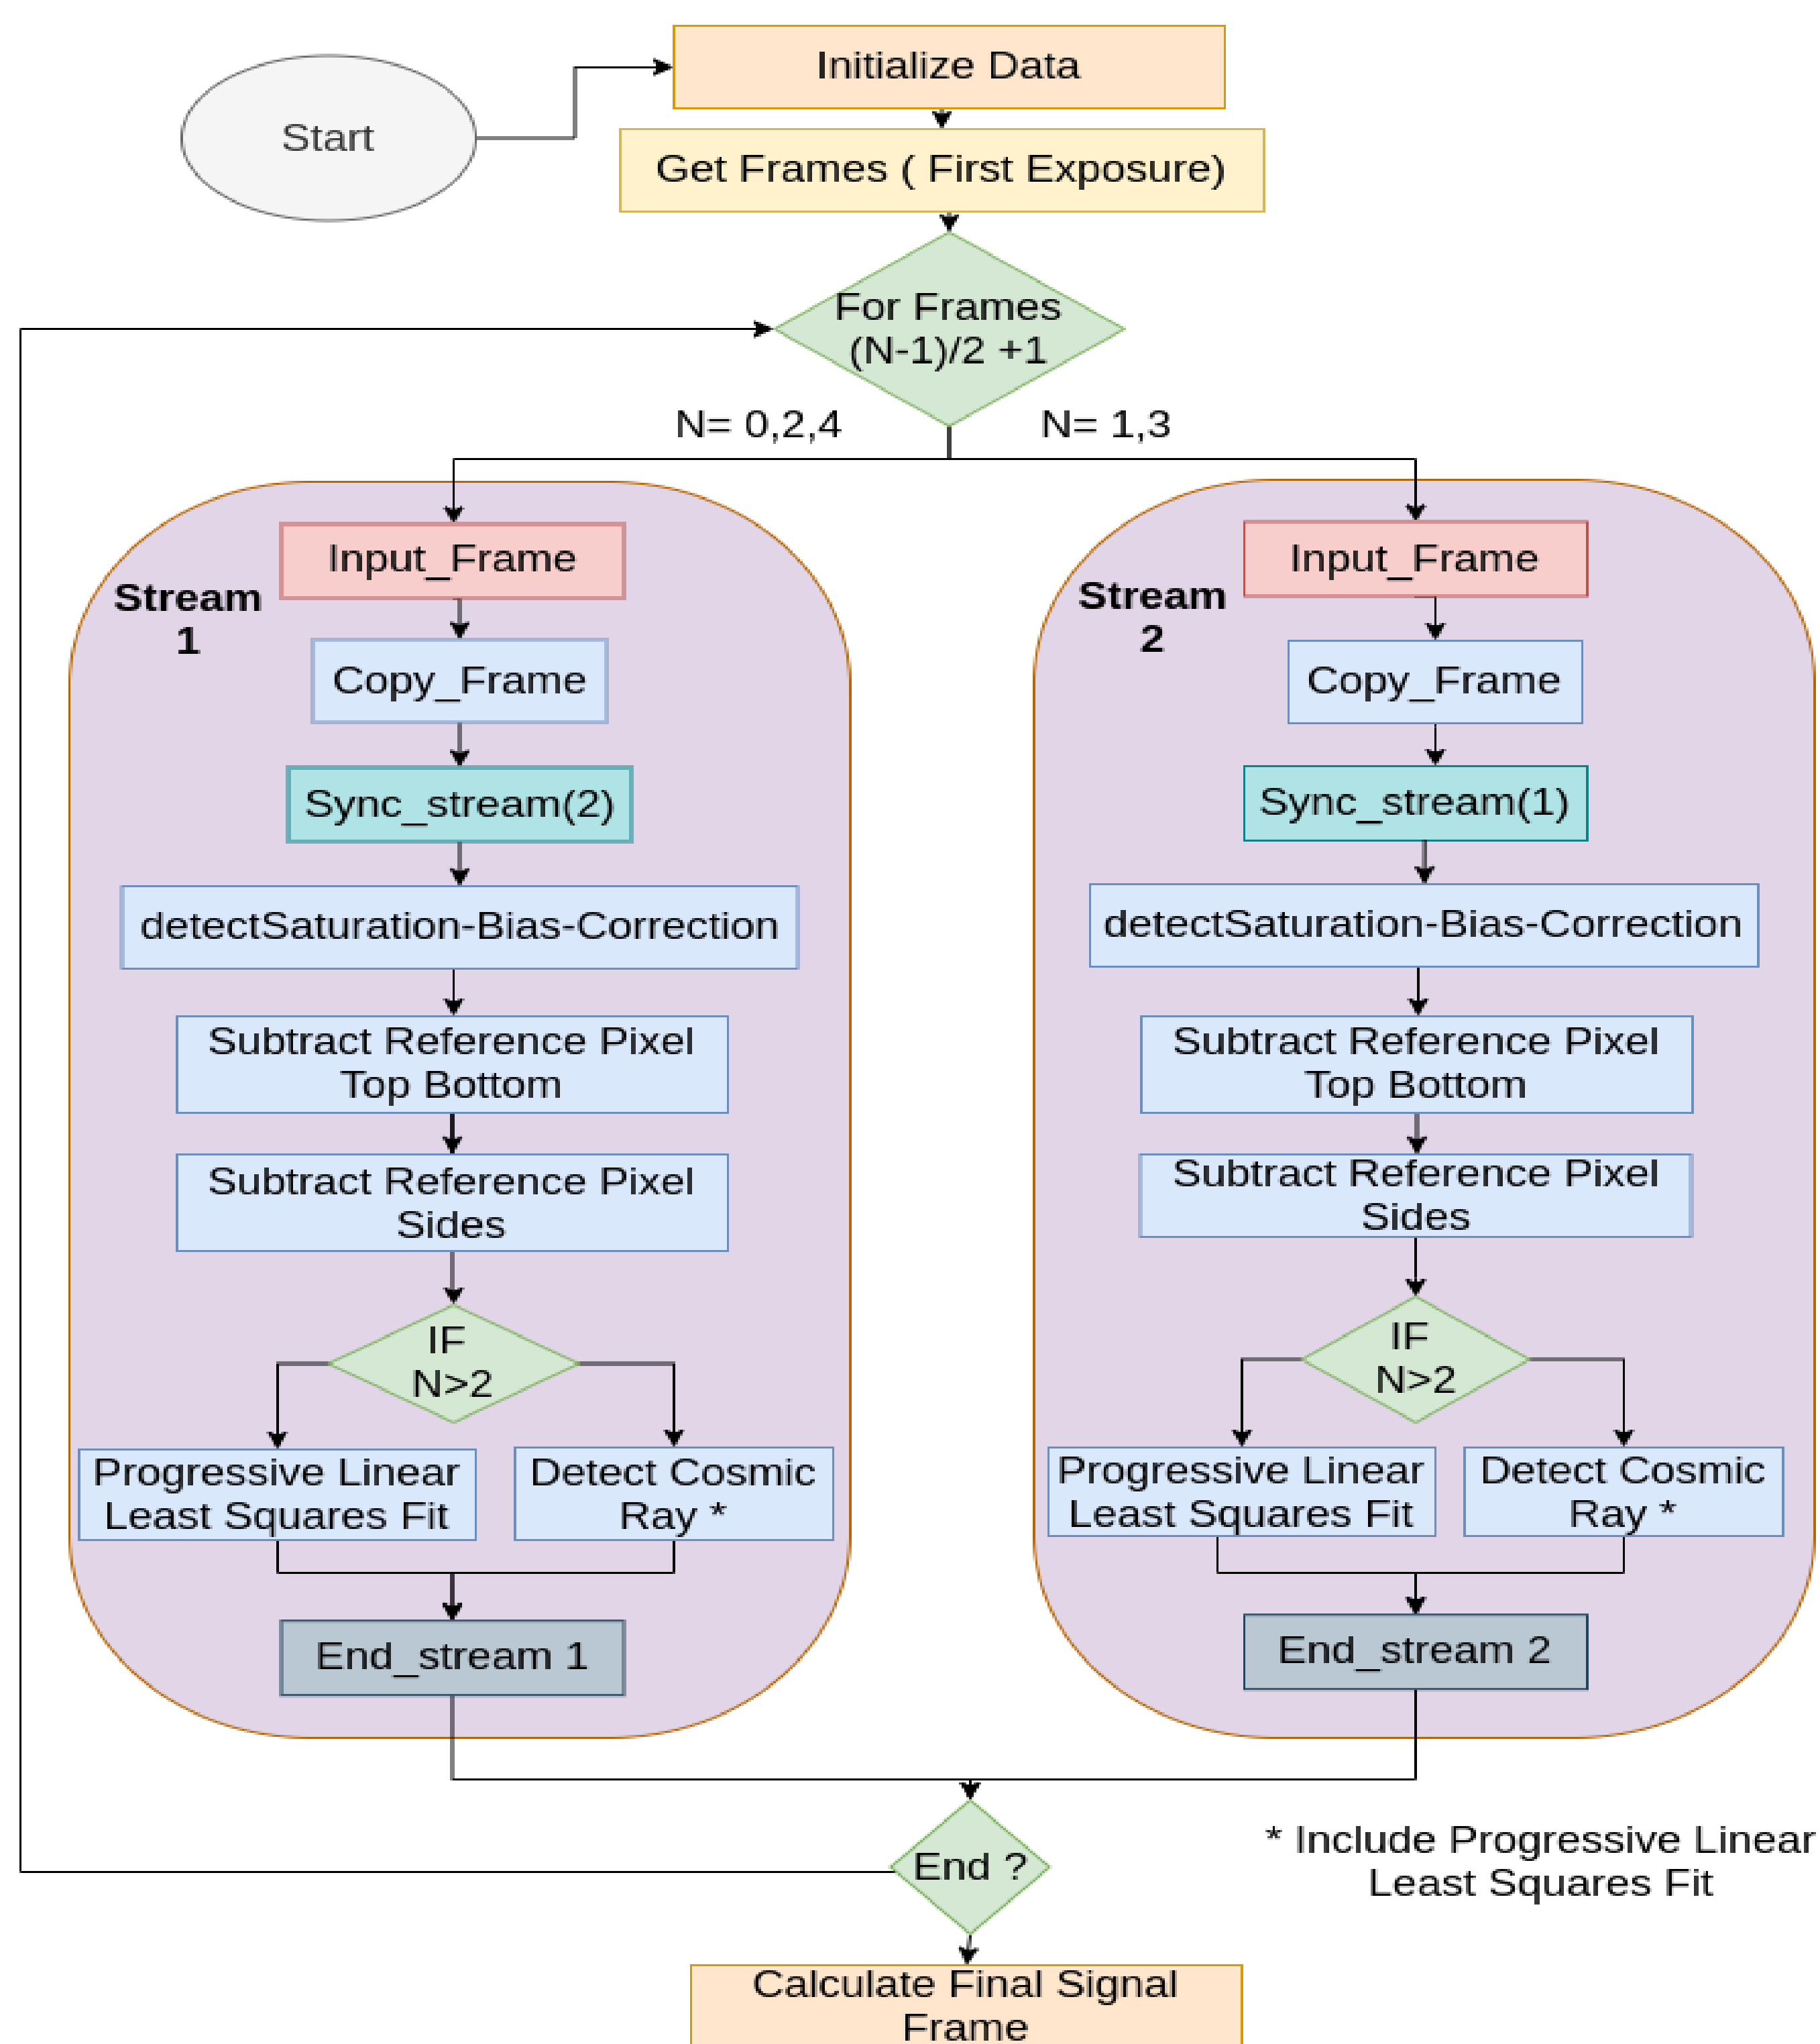 Start
Initialize Data
Get Frames ( First Exposure)
For Frames
(N-1)/2 +1
N= 0,2,4
N= 1,3
Stream
1
Input_Frame
Copy_Frame
Sync_stream(2)
detectSaturation-Bias-Correction
Subtract Reference Pixel
Top Bottom
Subtract Reference Pixel
Sides
IF
N>2
Progressive Linear
Least Squares Fit
Detect Cosmic
Ray *
End_stream 1
Stream
2
Input_Frame
Copy_Frame
Sync_stream(1)
detectSaturation-Bias-Correction
Subtract Reference Pixel
Top Bottom
Subtract Reference Pixel
Sides
IF
N>2
Progressive Linear
Least Squares Fit
Detect Cosmic
Ray *
End_stream 2
End ?
* Include Progressive Linear
Least Squares Fit
Calculate Final Signal
Frame